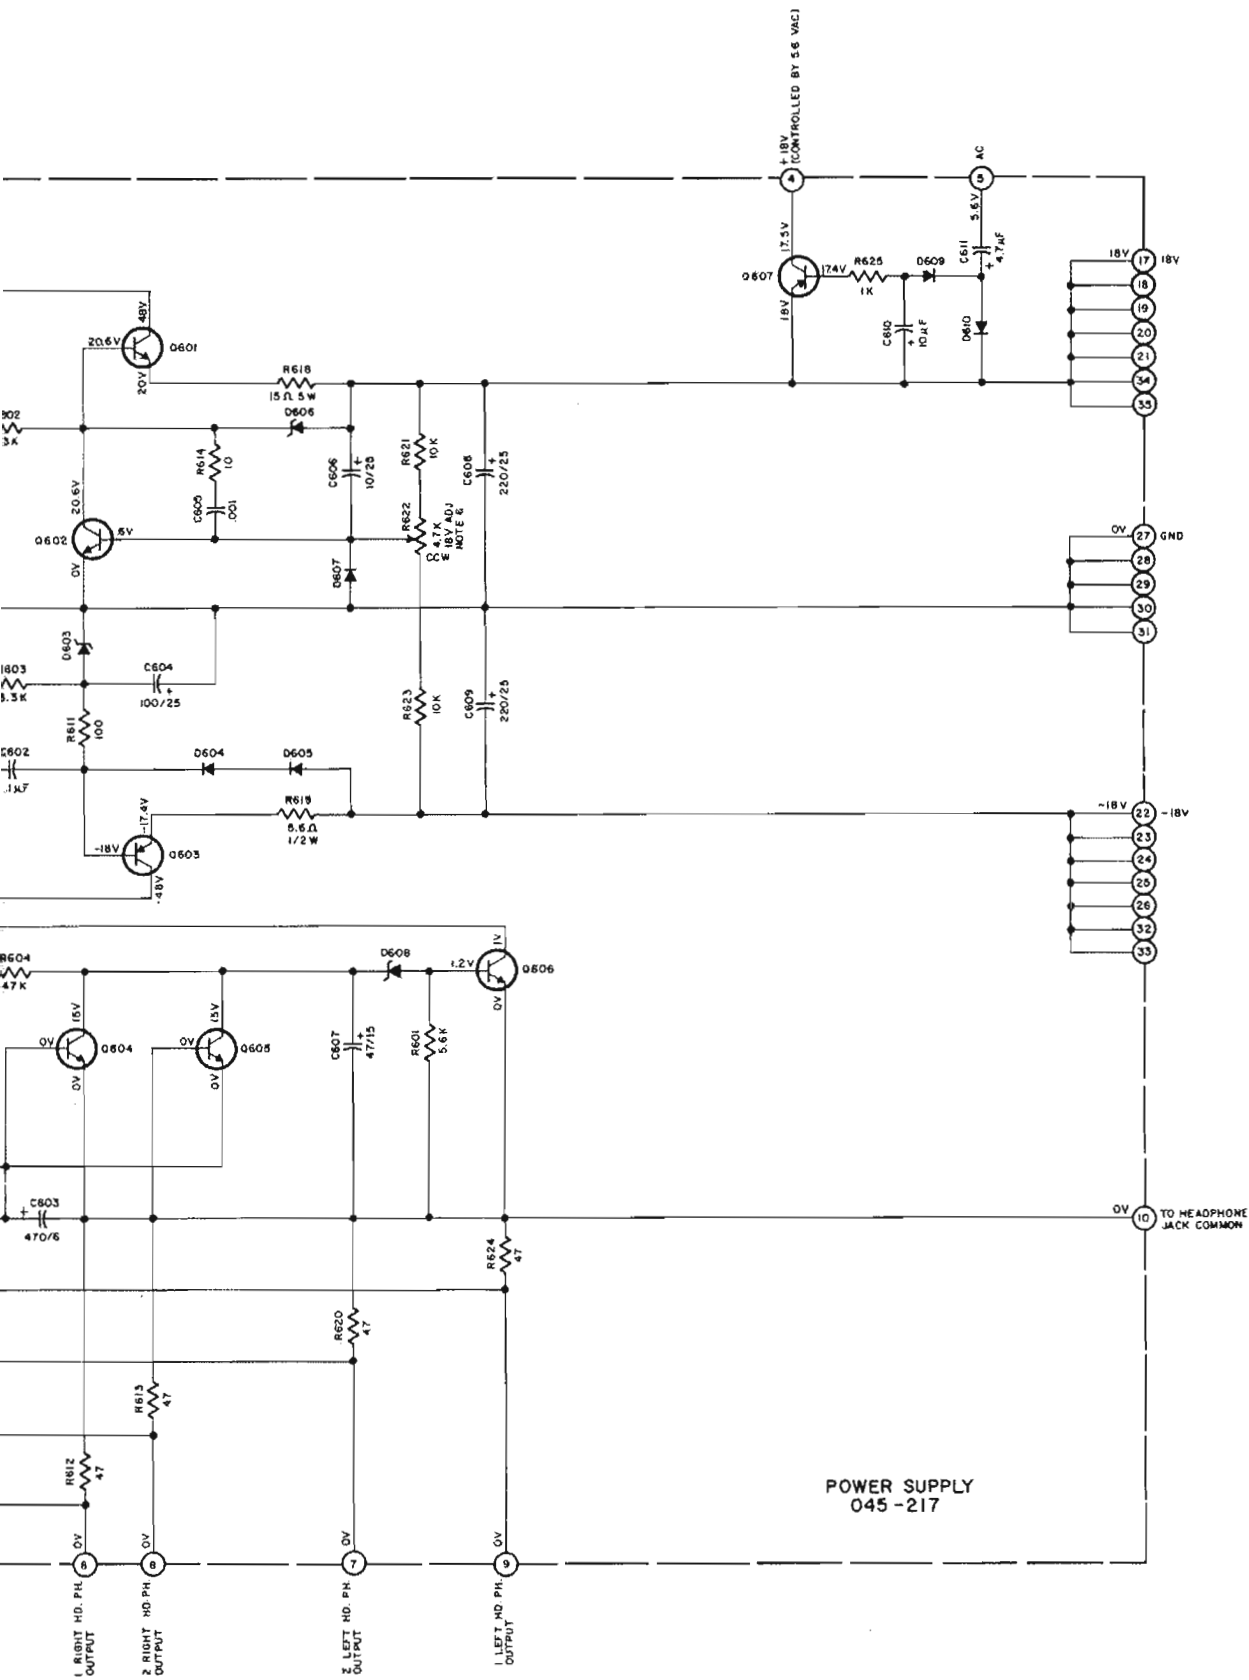 +18V
(CONTROLLED BY 5.6 VAC)
4
AC
5
17.5V
5.6V
C611
+ 4.7µF
Q607
17.4V
R625
1K
D609
18V
C610
+ 10µF
D610
18V
17
18V
18
19
20
21
34
35
48V
20.6V
Q601
20V
R618
15Ω 5W
D606
3K
R614
10
C605
.001
C606
+
10/25
R621
10K
C608
+
220/25
R622
4.7K
18V ADJ
NOTE 6
CCW
20.6V
Q602
.6V
0V
D607
0V
27
GND
28
29
30
31
D603
C604
+
100/25
R611
100
R623
10K
C609
+
220/25
D604
D605
R619
5.6Ω
1/2W
-17.4V
-18V
Q603
-48V
-18V
22
-18V
23
24
25
26
32
33
R604
47K
D608
1V
1.2V
Q606
0V
15V
0V
Q604
0V
15V
0V
Q605
0V
C607
+
47/15
R601
5.6K
+
C603
470/6
0V
10
TO HEADPHONE
JACK COMMON
R624
47
R620
47
R613
47
R612
47
POWER SUPPLY
045-217
0V
6
0V
8
0V
7
0V
9
1 RIGHT HD. PH.
OUTPUT
2 RIGHT HD. PH.
OUTPUT
2 LEFT HD. PH.
OUTPUT
1 LEFT HD. PH.
OUTPUT